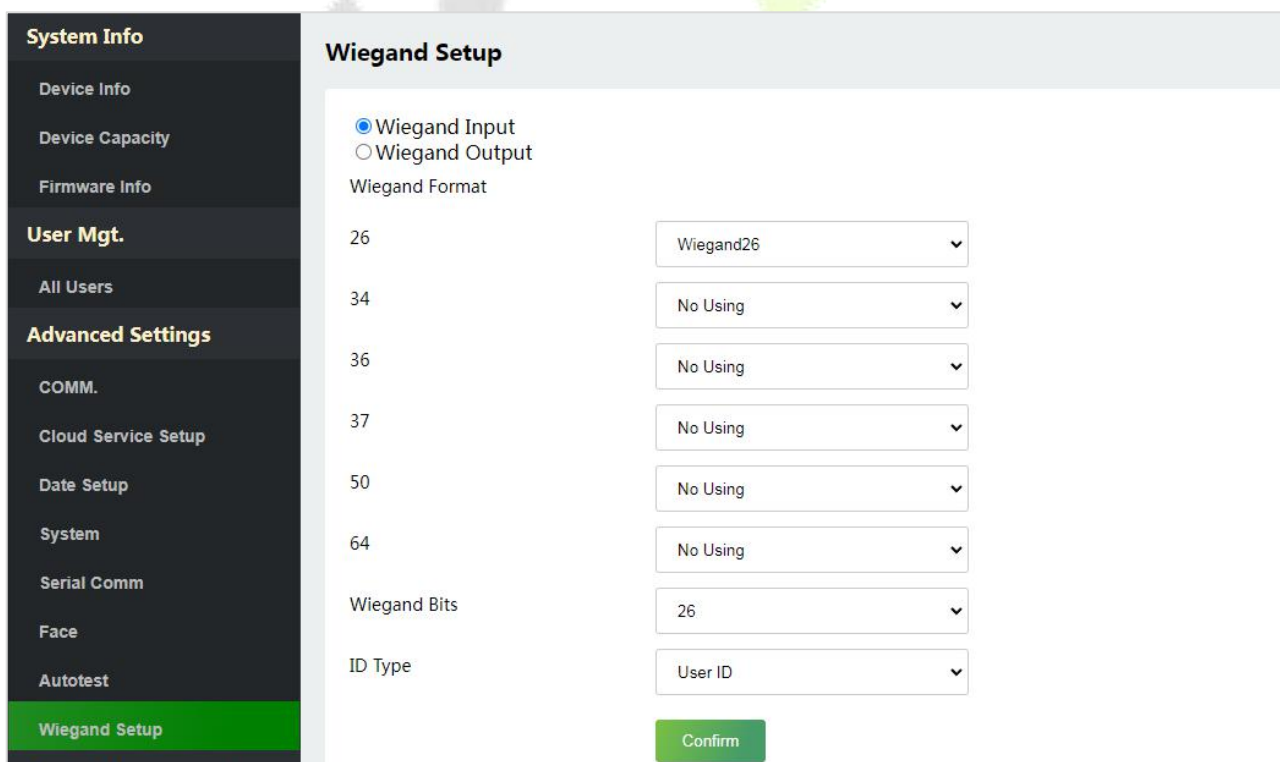 System Info
Device Info
Device Capacity
Firmware Info
User Mgt.
All Users
Advanced Settings
COMM.
Cloud Service Setup
Date Setup
System
Serial Comm
Face
Autotest
Wiegand Setup
Wiegand Setup
Wiegand Input
Wiegand Output
Wiegand Format
26 Wiegand26
34 No Using
36 No Using
37 No Using
50 No Using
64 No Using
Wiegand Bits 26
ID Type User ID
Confirm